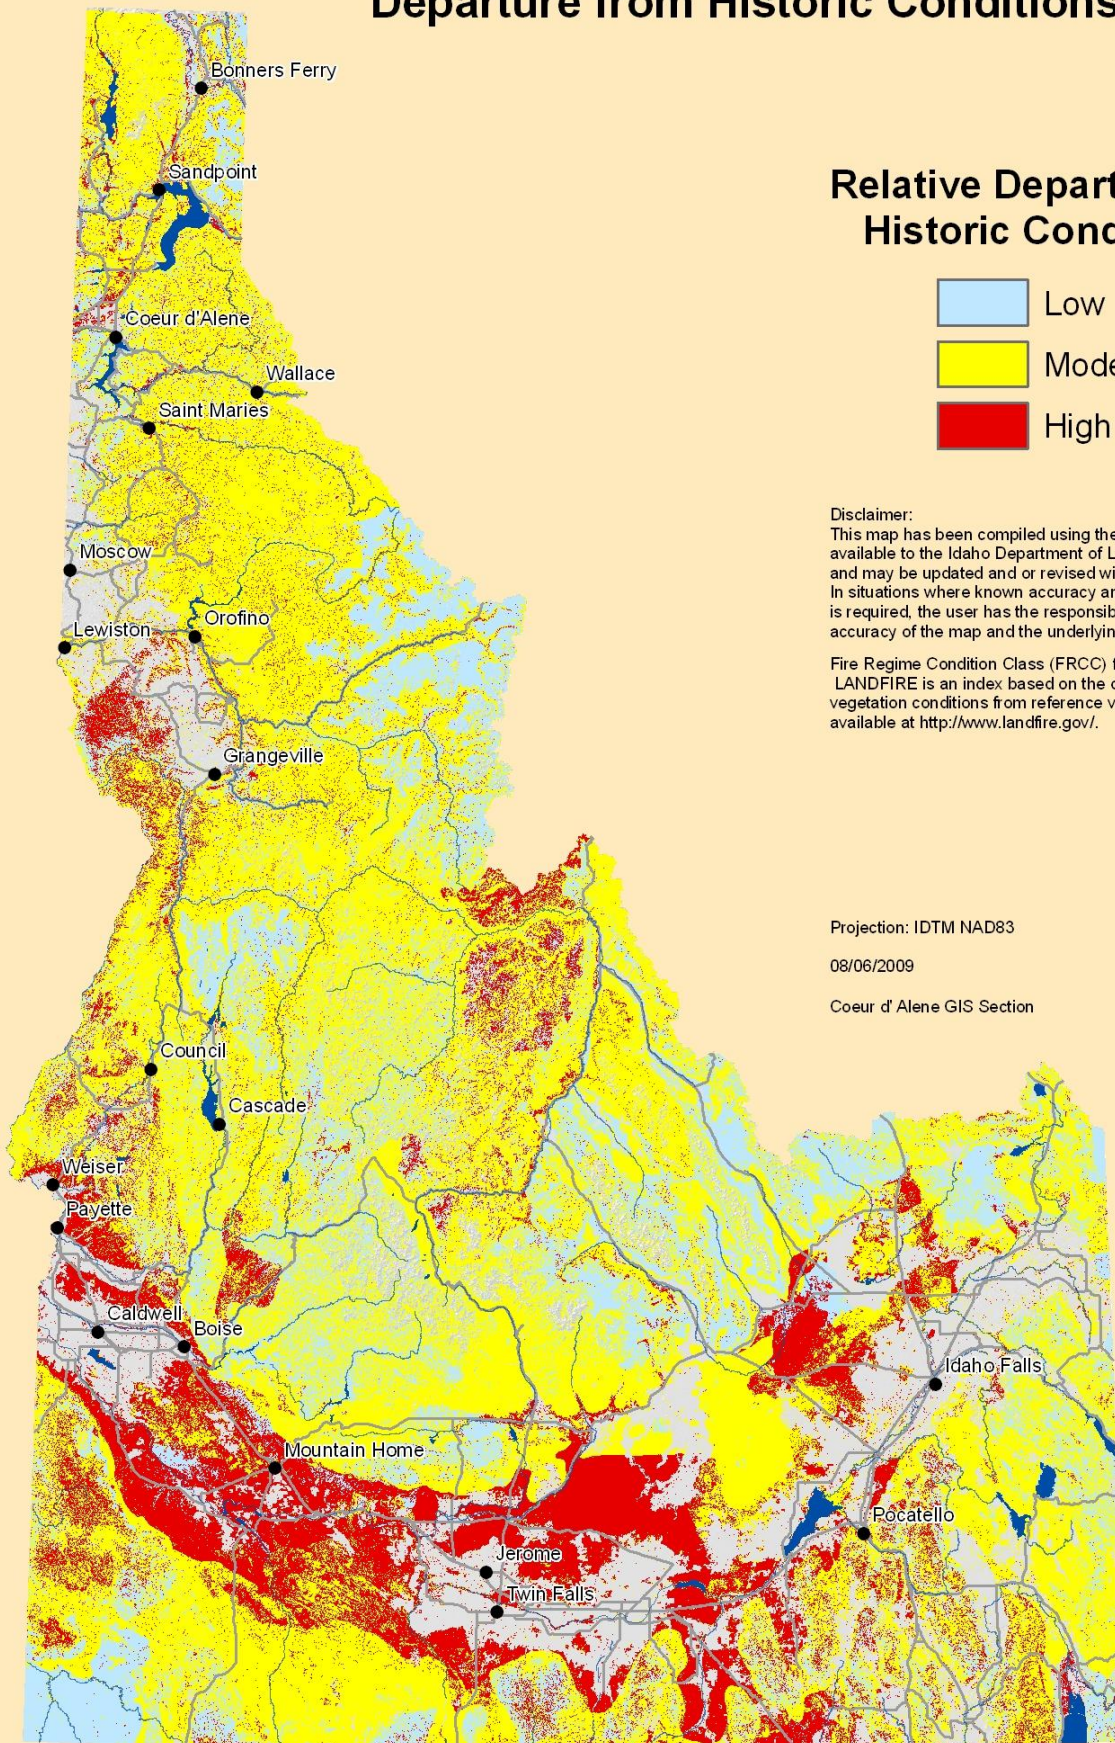 Departure from Historic Conditions
Bonners Ferry
Sandpoint
Relative Depart
Historic Conc
Low
Mode
High
Coeur d'Alene
Wallace
Saint Maries
Disclaimer:
This map has been compiled using the
available to the Idaho Department of L
and may be updated and or revised wi
In situations where known accuracy ar
is required, the user has the responsib
accuracy of the map and the underlyin
Fire Regime Condition Class (FRCC) f
LANDFIRE is an index based on the c
vegetation conditions from reference v
available at http://www.landfire.gov/.
Moscow
Orofino
Lewiston
Grangeville
Projection: IDTM NAD83
08/06/2009
Coeur d' Alene GIS Section
Council
Cascade
Weiser
Payette
Caldwell
Boise
Idaho Falls
Mountain Home
Pocatello
Jerome
Twin Falls